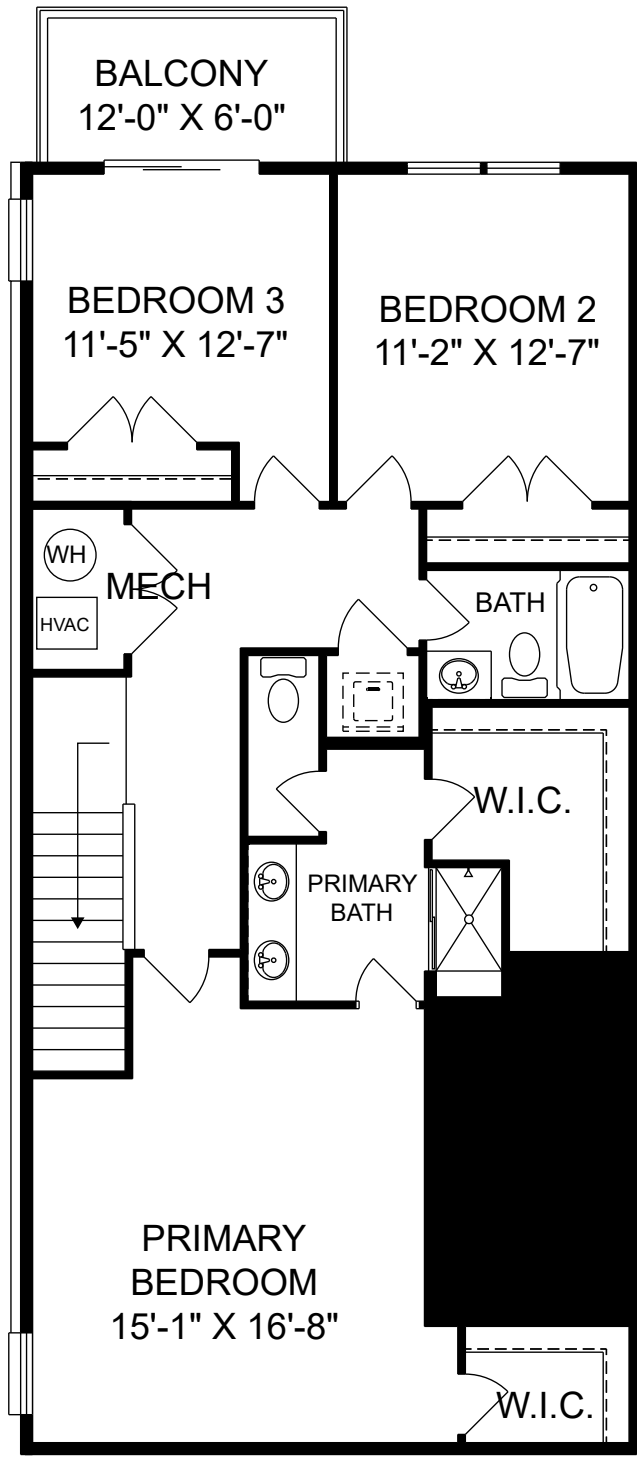 BALCONY
12'-0" X 6'-0"
BEDROOM 3
11'-5" X 12'-7"
BEDROOM 2
11'-2" X 12'-7"
WH
MECH
HVAC
BATH
W.I.C.
PRIMARY
BATH
PRIMARY
BEDROOM
15'-1" X 16'-8"
W.I.C.